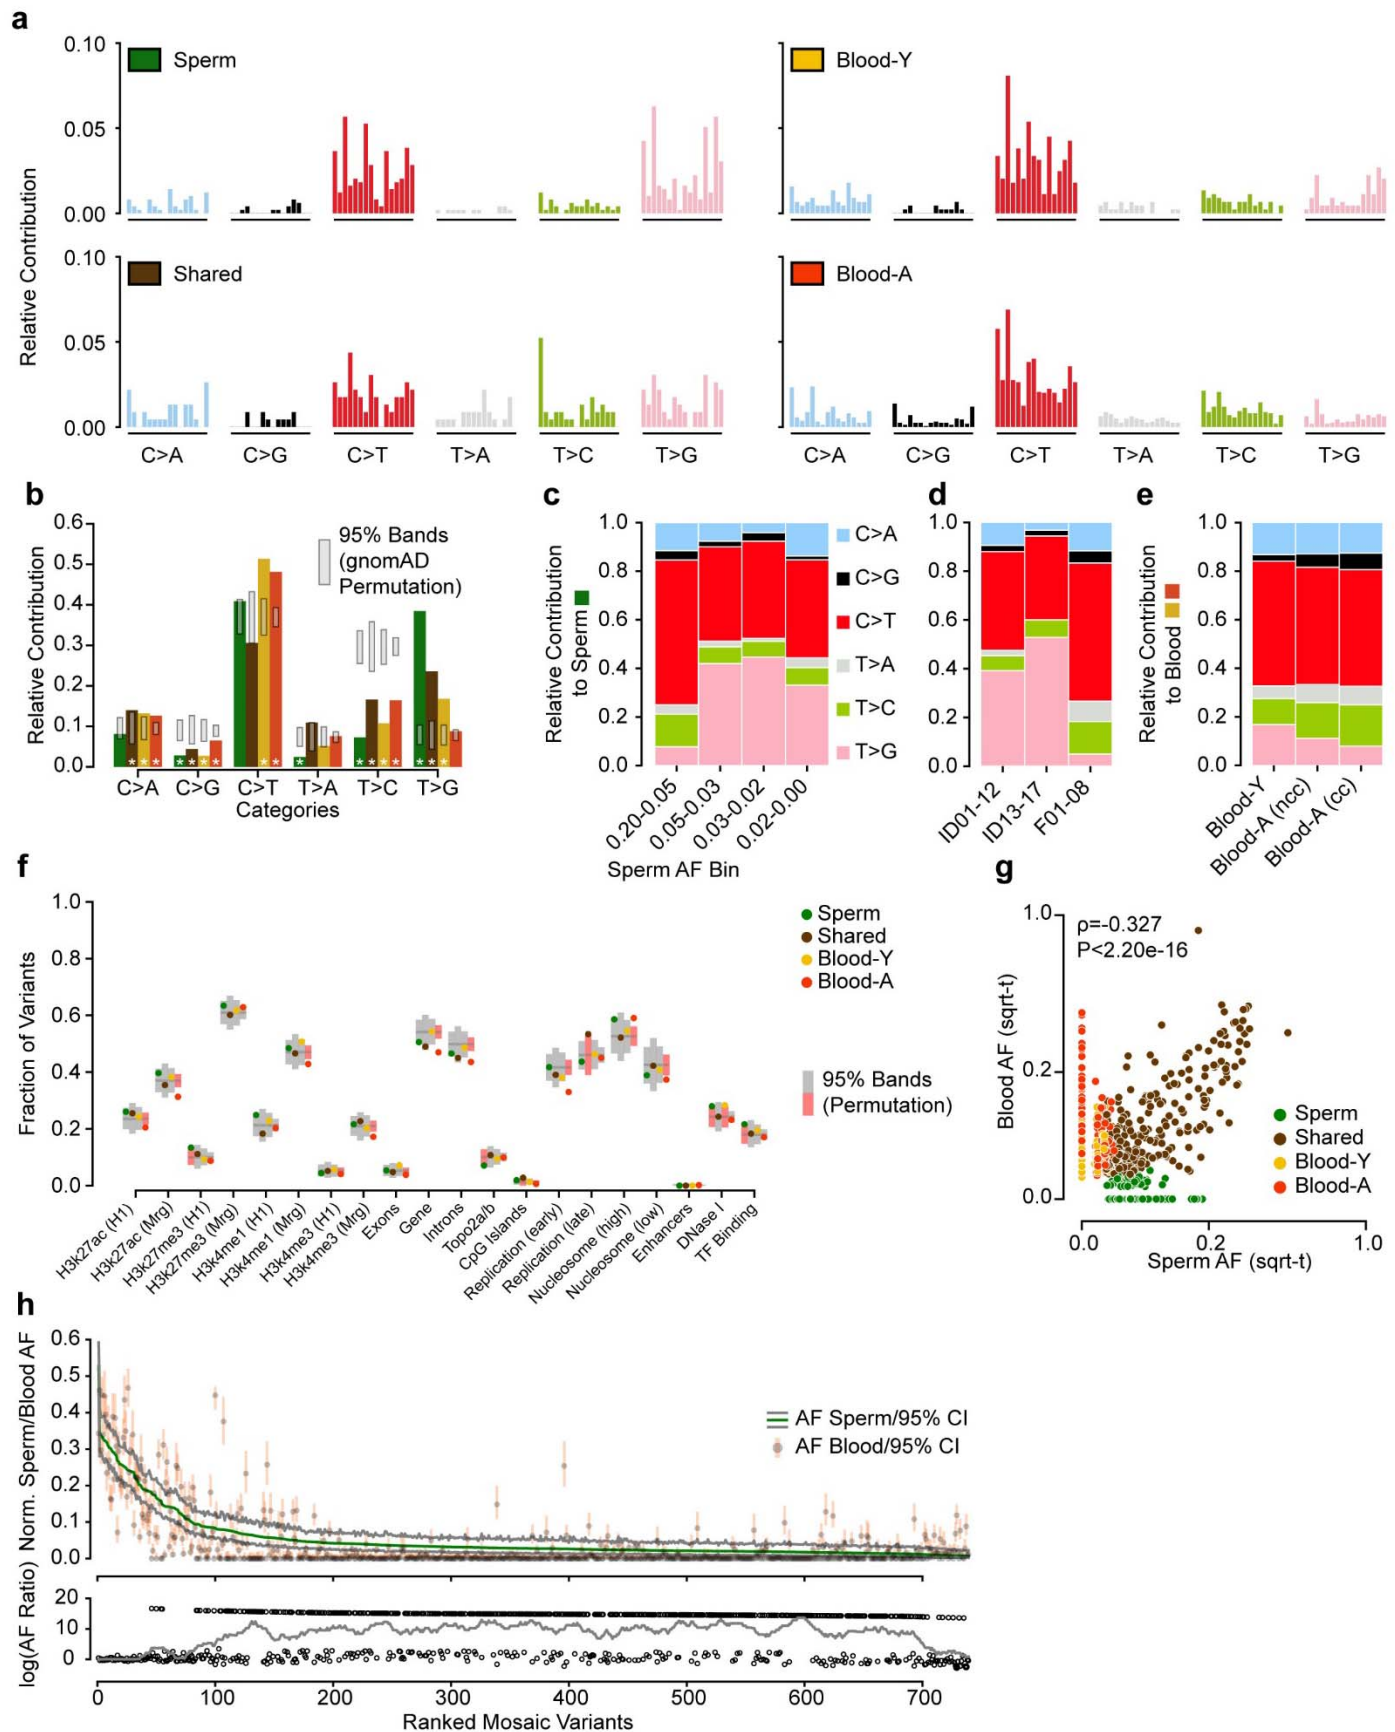 a
0.10
0.05
0.00
Relative Contribution
Sperm
Blood-Y
0.10
0.05
0.00
Shared
Blood-A
C>A C>G C>T T>A T>C T>G
C>A C>G C>T T>A T>C T>G
b
0.6
0.5
0.4
0.3
0.2
0.1
0.0
Relative Contribution
95% Bands
(gnomAD
Permutation)
* * * * * * * * * * * * * * * *
C>A C>G C>T T>A T>C T>G
Categories
c
Relative Contribution
to Sperm
1.0
0.8
0.6
0.4
0.2
0.0
0.20-0.05
0.05-0.03
0.03-0.02
0.02-0.00
Sperm AF Bin
C>A
C>G
C>T
T>A
T>C
T>G
d
1.0
0.8
0.6
0.4
0.2
0.0
ID01-12
ID13-17
F01-08
e
Relative Contribution
to Blood
1.0
0.8
0.6
0.4
0.2
0.0
Blood-Y
Blood-A (ncc)
Blood-A (cc)
f
Fraction of Variants
1.0
0.8
0.6
0.4
0.2
0.0
Sperm
Shared
Blood-Y
Blood-A
95% Bands
(Permutation)
H3k27ac (H1)
H3k27ac (Mrg)
H3k27me3 (H1)
H3k27me3 (Mrg)
H3k4me1 (H1)
H3k4me1 (Mrg)
H3k4me3 (H1)
H3k4me3 (Mrg)
Exons
Gene
Introns
Topo2a/b
CpG Islands
Replication (early)
Replication (late)
Nucleosome (high)
Nucleosome (low)
Enhancers
DNase I
TF Binding
g
Blood AF (sqrt-t)
1.0
0.2
0.0
ρ=-0.327
P<2.20e-16
Sperm
Shared
Blood-Y
Blood-A
0.0 0.2 1.0
Sperm AF (sqrt-t)
h
Norm. Sperm/Blood AF
0.6
0.5
0.4
0.3
0.2
0.1
0.0
AF Sperm/95% CI
AF Blood/95% CI
log(AF Ratio)
20
10
0
0 100 200 300 400 500 600 700
Ranked Mosaic Variants